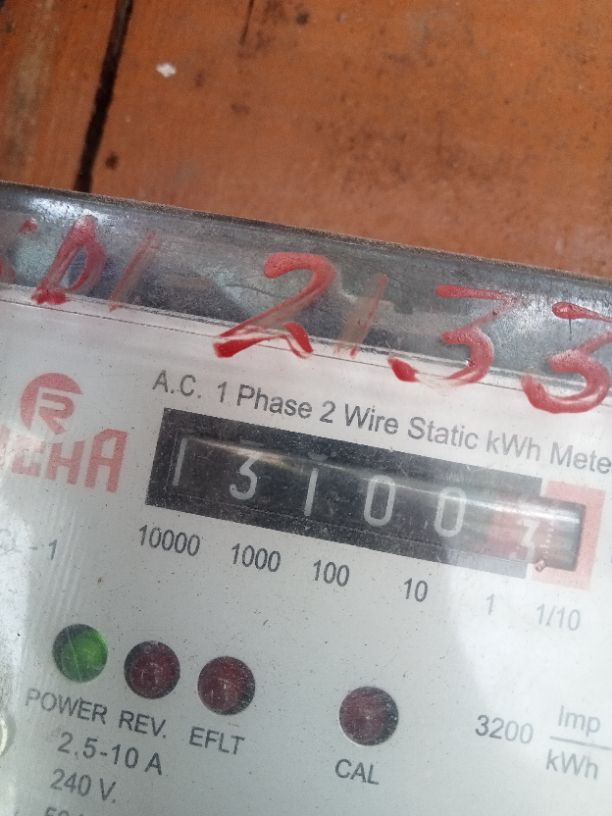 2133
A.C. 1 Phase 2 Wire Static kWh Mete
R
13100 3
10000 1000 100 10 1 1/10
POWER REV. EFLT
CAL
3200 Imp/kWh
2.5-10 A
240 V.